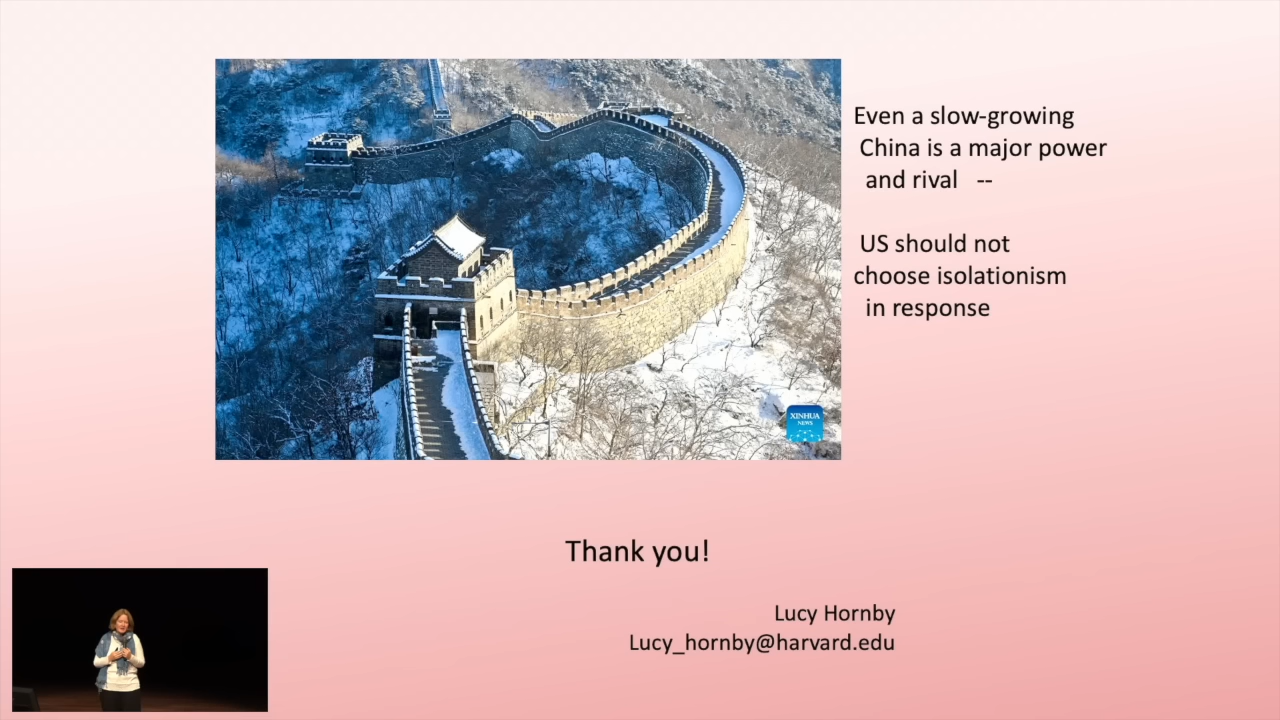 Even a slow-growing
China is a major power
and rival --
US should not
choose isolationism
in response
XINHUA
NEWS
Thank you!
Lucy Hornby
Lucy_hornby@harvard.edu